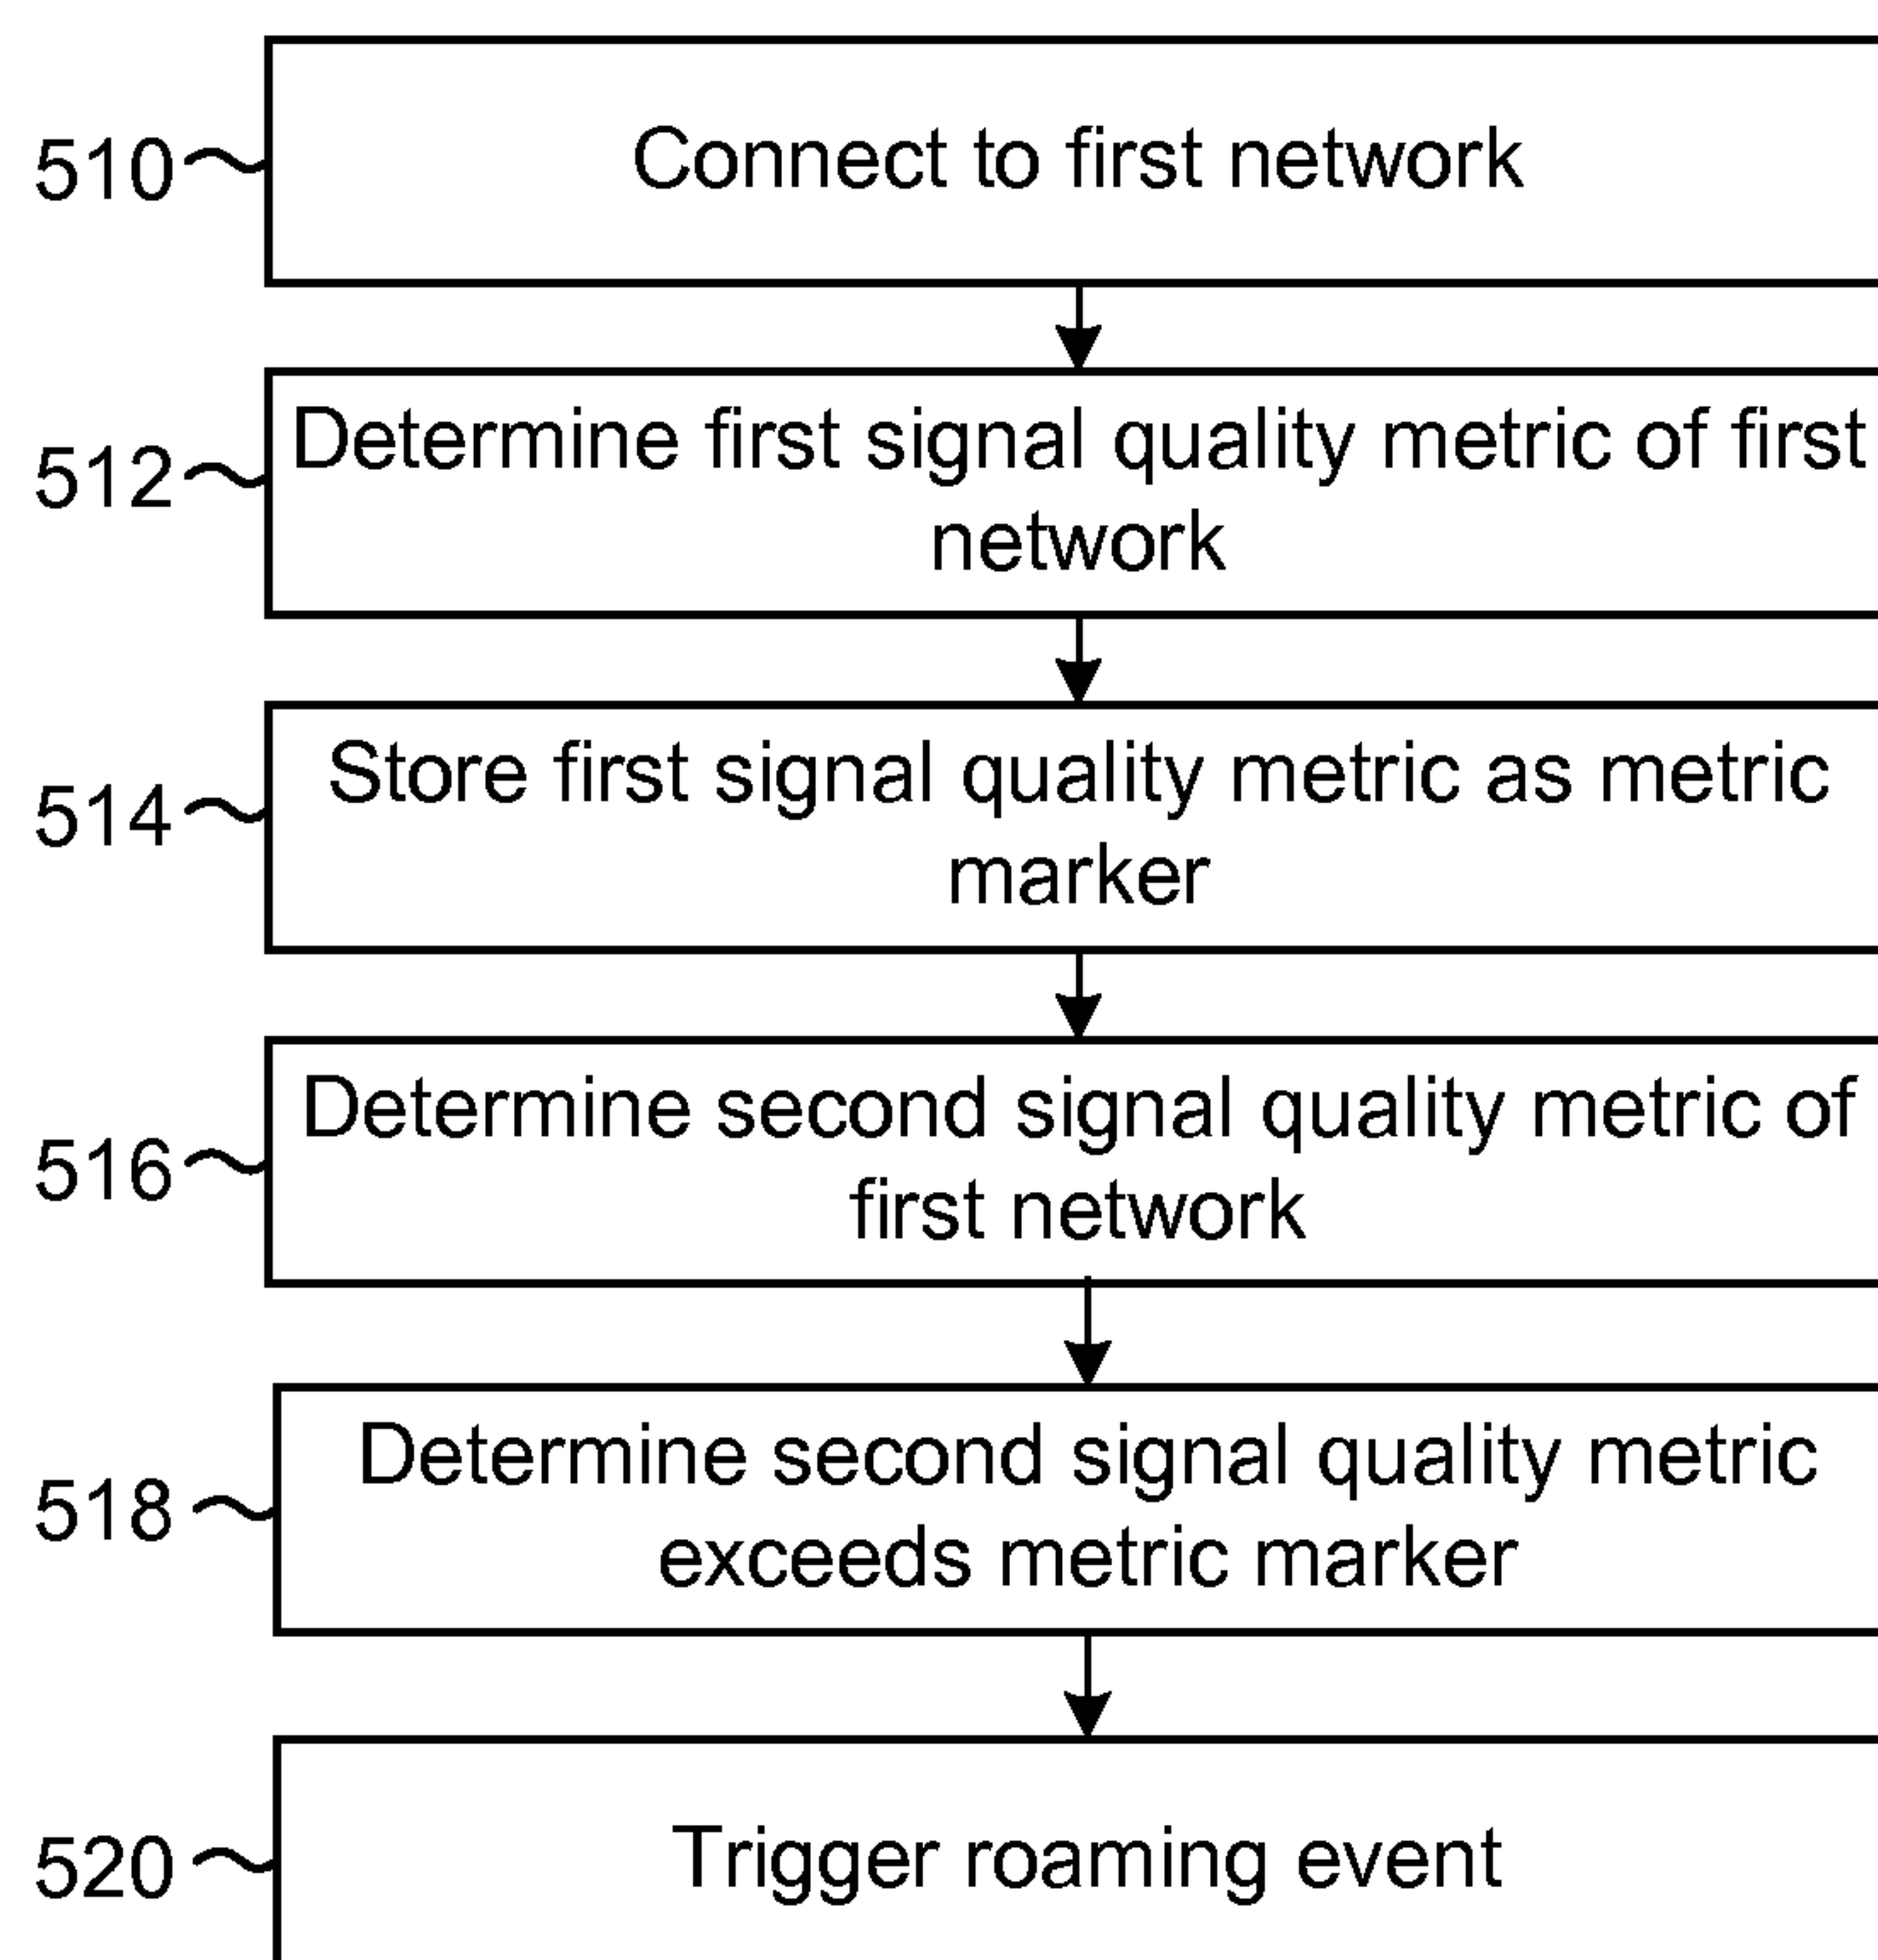 510
Connect to first network
512
Determine first signal quality metric of first
network
514
Store first signal quality metric as metric
marker
516
Determine second signal quality metric of
first network
518
Determine second signal quality metric
exceeds metric marker
520
Trigger roaming event